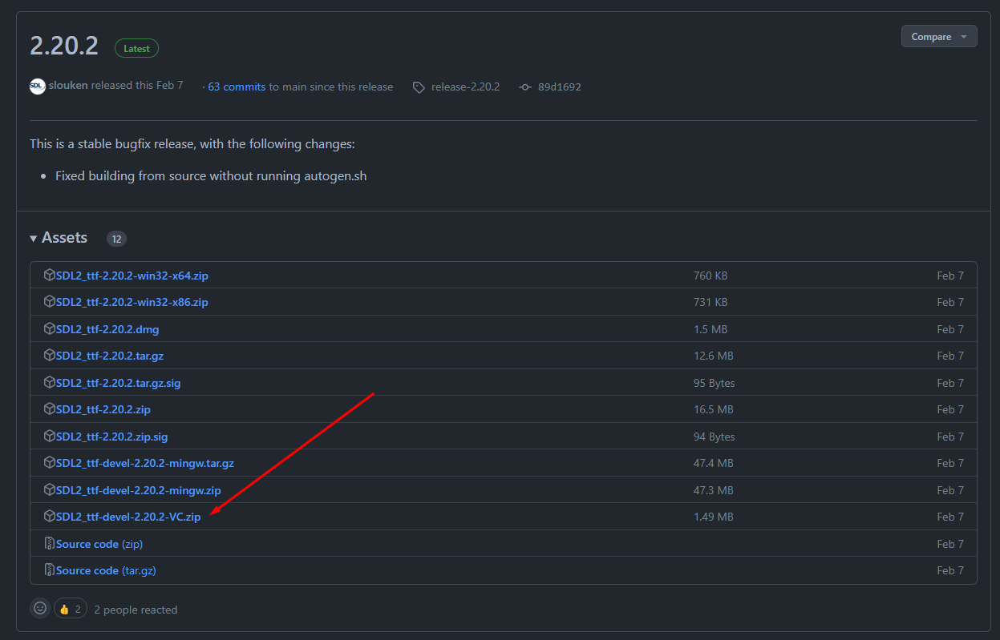 2.20.2 Latest Compare
SDL slouken released this Feb 7 · 63 commits to main since this release release-2.20.2 89d1692
This is a stable bugfix release, with the following changes:
• Fixed building from source without running autogen.sh
▾ Assets 12
SDL2_ttf-2.20.2-win32-x64.zip 760 KB Feb 7
SDL2_ttf-2.20.2-win32-x86.zip 731 KB Feb 7
SDL2_ttf-2.20.2.dmg 1.5 MB Feb 7
SDL2_ttf-2.20.2.tar.gz 12.6 MB Feb 7
SDL2_ttf-2.20.2.tar.gz.sig 95 Bytes Feb 7
SDL2_ttf-2.20.2.zip 16.5 MB Feb 7
SDL2_ttf-2.20.2.zip.sig 94 Bytes Feb 7
SDL2_ttf-devel-2.20.2-mingw.tar.gz 47.4 MB Feb 7
SDL2_ttf-devel-2.20.2-mingw.zip 47.3 MB Feb 7
SDL2_ttf-devel-2.20.2-VC.zip 1.49 MB Feb 7
Source code (zip) Feb 7
Source code (tar.gz) Feb 7
👍 2 2 people reacted